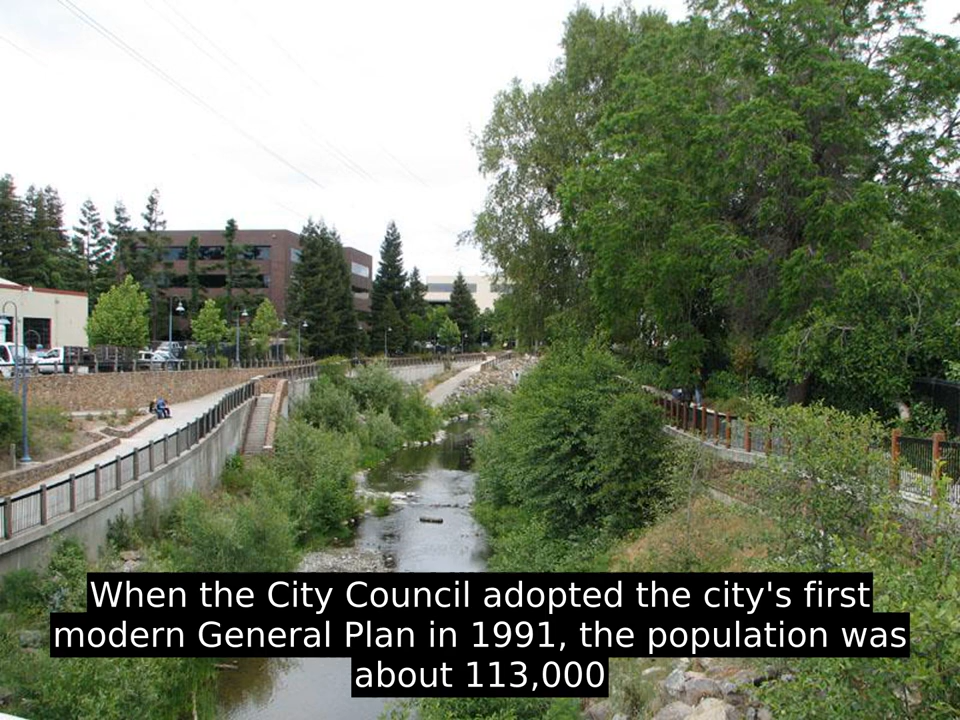 When the City Council adopted the city's first
modern General Plan in 1991, the population was
about 113,000